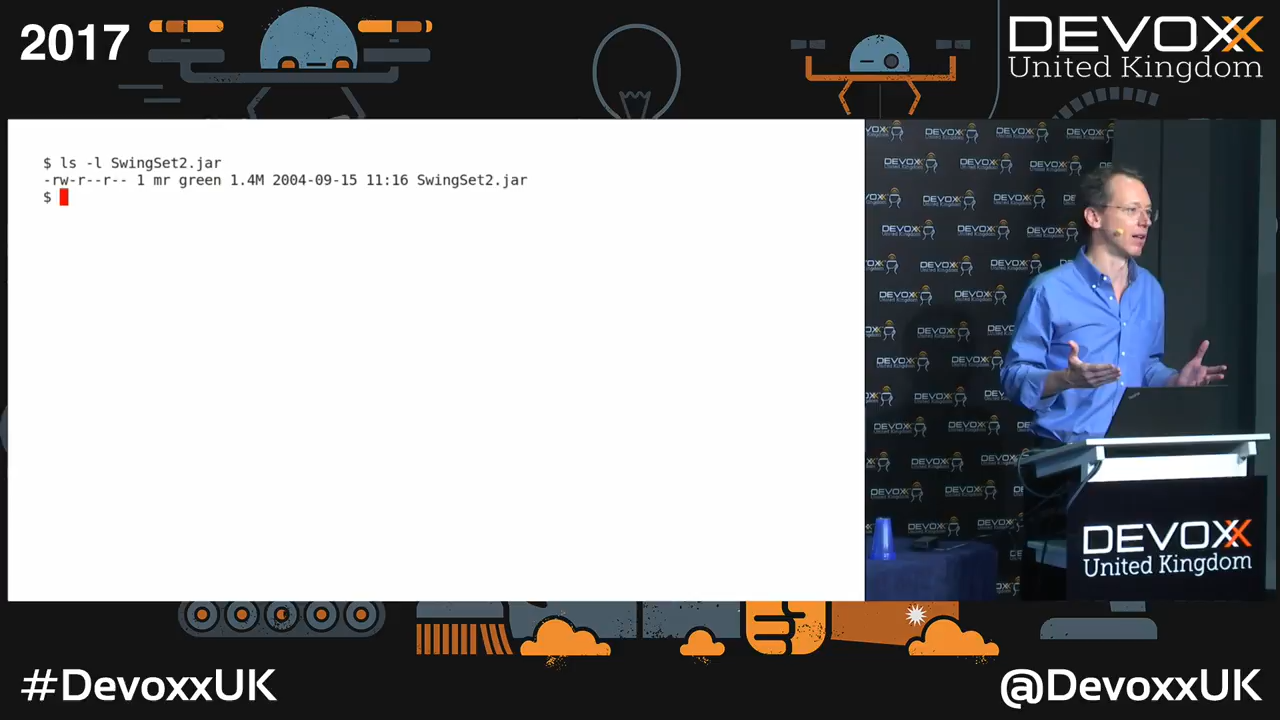 2017
DEVOXX
United Kingdom
$ ls -l SwingSet2.jar
-rw-r--r-- 1 mr green 1.4M 2004-09-15 11:16 SwingSet2.jar
$
DEVOXX
United Kingdom
#DevoxxUK
@DevoxxUK